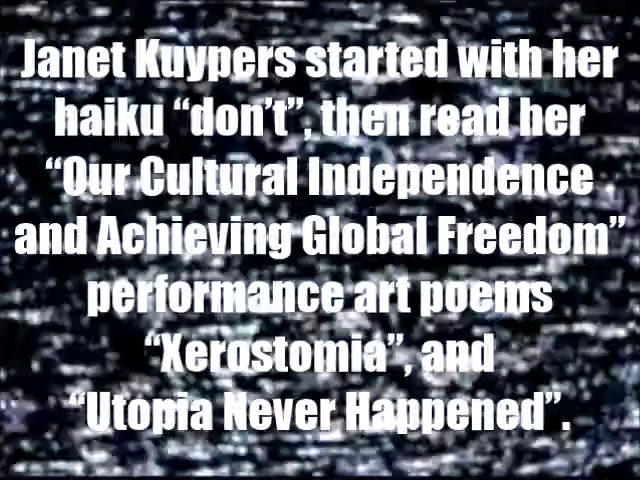 Janet Kuypers started with her
haiku “don’t”, then read her
“Our Cultural Independence
and Achieving Global Freedom”
performance art poems
“Xerostomia”, and
“Utopia Never Happened”.